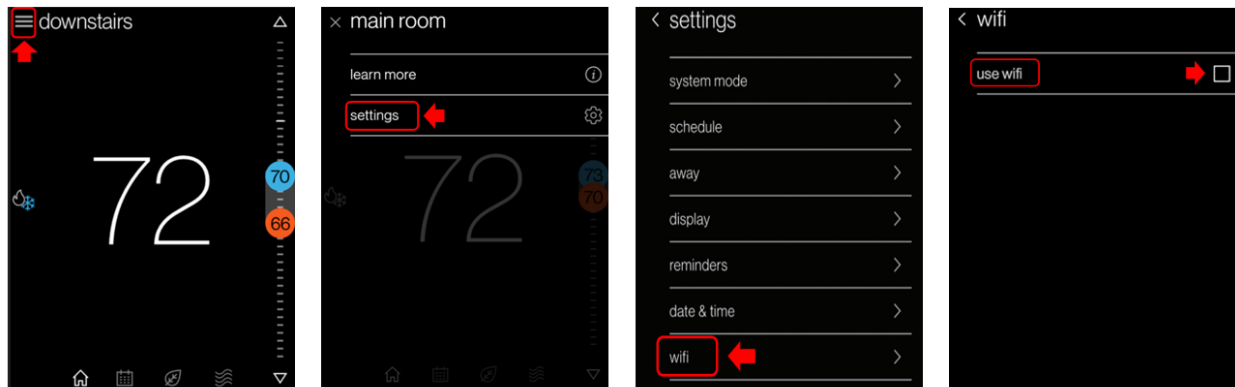 downstairs
72
70
66
main room
learn more
settings
72
73
70
settings
system mode
schedule
away
display
reminders
date & time
wifi
wifi
use wifi